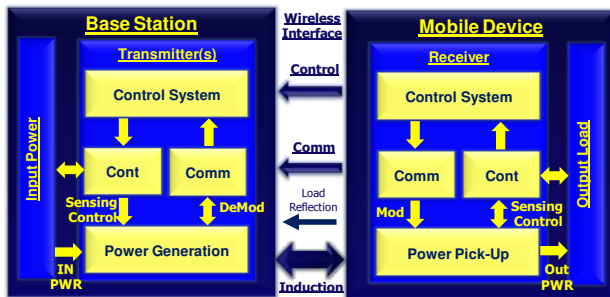 Base Station
Transmitter(s)
Input Power
Control System
Cont
Comm
Sensing
Control
DeMod
Power Generation
IN
PWR
Wireless
Interface
Control
Comm
Load
Reflection
Induction
Mobile Device
Receiver
Control System
Comm
Cont
Mod
Sensing
Control
Power Pick-Up
Out
PWR
Output Load